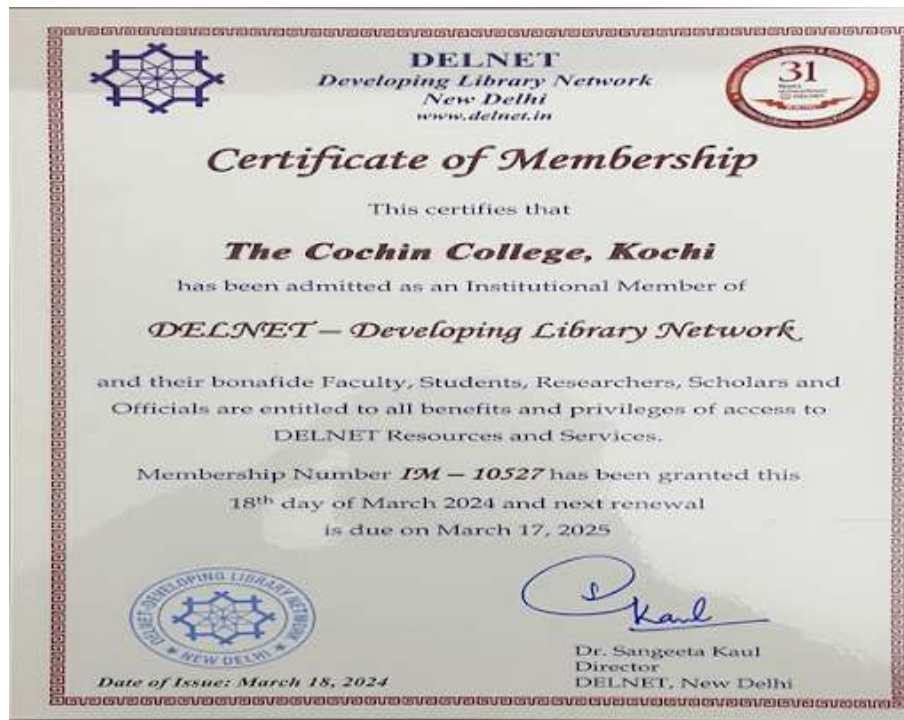 DELNET
Developing Library Network
New Delhi
www.delnet.in
31
Years
Certificate of Membership
This certifies that
The Cochin College, Kochi
has been admitted as an Institutional Member of
DELNET – Developing Library Network
and their bonafide Faculty, Students, Researchers, Scholars and
Officials are entitled to all benefits and privileges of access to
DELNET Resources and Services.
Membership Number IM – 10527 has been granted this
18th day of March 2024 and next renewal
is due on March 17, 2025
DELNET-DEVELOPING LIBRARY NETWORK
NEW DELHI
SKaul
Dr. Sangeeta Kaul
Director
DELNET, New Delhi
Date of Issue: March 18, 2024